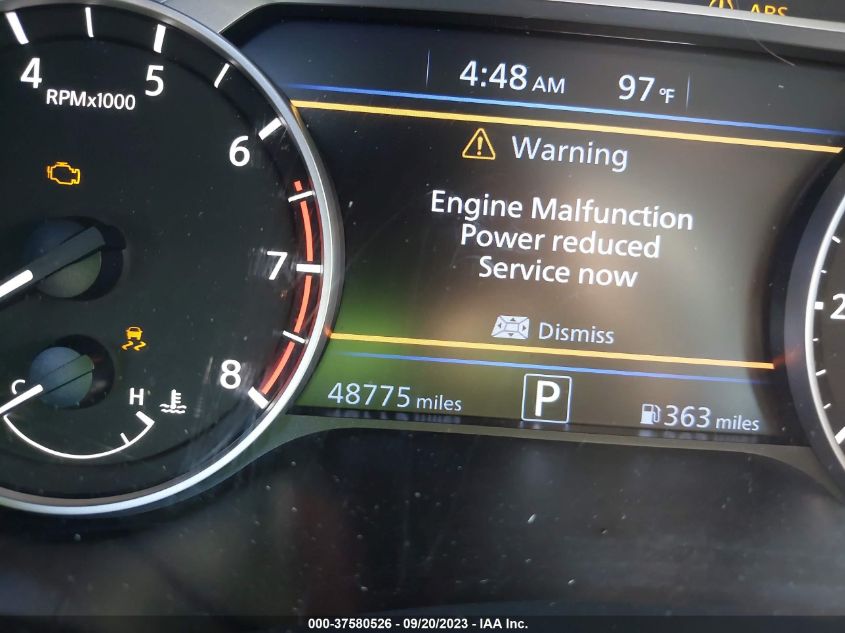 ABS
4 5
RPMx1000
6
7
8
C H
4:48 AM 97 °F
Warning
Engine Malfunction
Power reduced
Service now
Dismiss
48775 miles P 363 miles
2
000-37580526 - 09/20/2023 - IAA Inc.